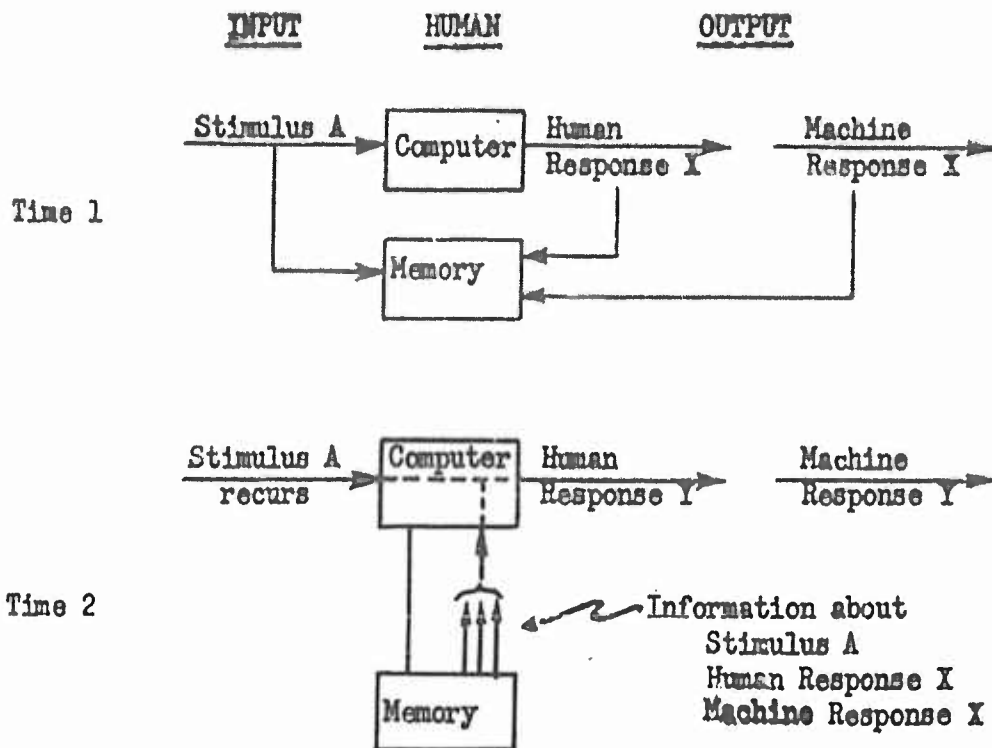 INPUT HUMAN OUTPUT
Stimulus A Computer Human Machine
Response X Response X
Time 1
Memory
Stimulus A Computer Human Machine
recurs Response Y Response Y
Time 2
Information about
Stimulus A
Human Response X
Memory Machine Response X